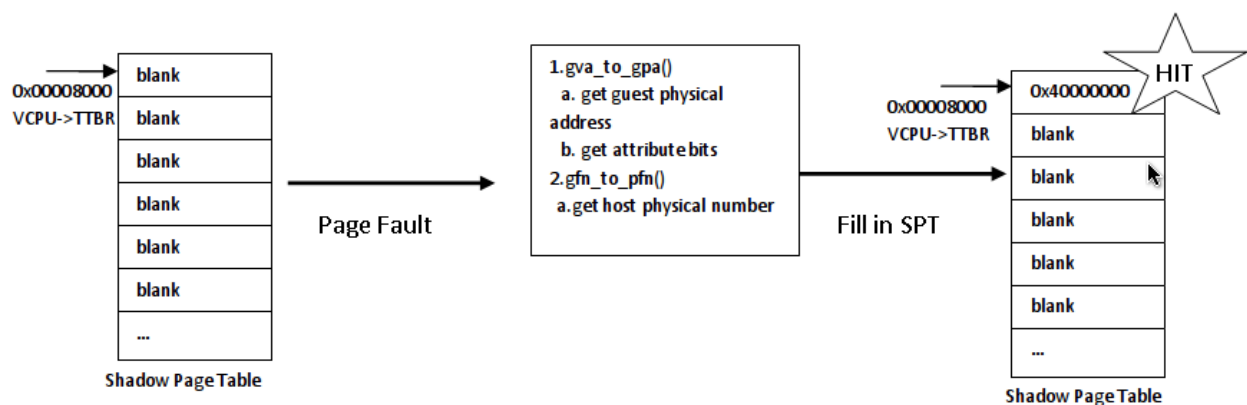 0x00008000
VCPU->TTBR
blank
blank
blank
blank
blank
blank
...
Shadow Page Table
Page Fault
1.gva_to_gpa()
a. get guest physical
address
b. get attribute bits
2.gfn_to_pfn()
a.get host physical number
Fill in SPT
0x00008000
VCPU->TTBR
HIT
0x40000000
blank
blank
blank
blank
blank
...
Shadow Page Table